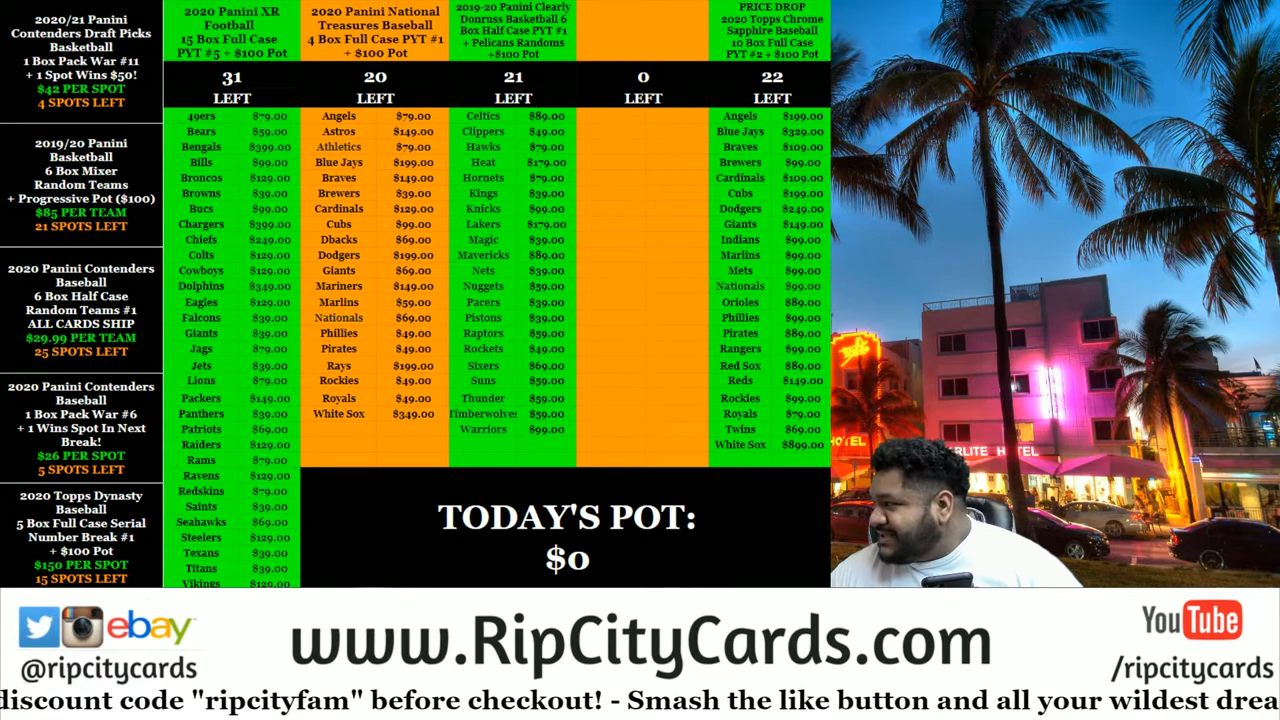 2020/21 Panini
Contenders Draft Picks
Basketball
1 Box Pack War #11
+ 1 Spot Wins $50!
$42 PER SPOT
4 SPOTS LEFT
2019/20 Panini
Basketball
6 Box Mixer
Random Teams
+ Progressive Pot ($100)
$85 PER TEAM
21 SPOTS LEFT
2020 Panini Contenders
Baseball
6 Box Half Case
Random Teams #1
ALL CARDS SHIP
$29.99 PER TEAM
25 SPOTS LEFT
2020 Panini Contenders
Baseball
1 Box Pack War #6
+ 1 Wins Spot In Next
Break!
$26 PER SPOT
5 SPOTS LEFT
2020 Topps Dynasty
Baseball
5 Box Full Case Serial
Number Break #1
+ $100 Pot
$150 PER SPOT
15 SPOTS LEFT
2020 Panini XR
Football
15 Box Full Case
PYT #5 + $100 Pot
31
LEFT
49ers $79.00
Bears $59.00
Bengals $399.00
Bills $99.00
Broncos $129.00
Browns $39.00
Bucs $99.00
Chargers $399.00
Chiefs $249.00
Colts $129.00
Cowboys $129.00
Dolphins $349.00
Eagles $129.00
Falcons $39.00
Giants $39.00
Jags $79.00
Jets $39.00
Lions $79.00
Packers $149.00
Panthers $39.00
Patriots $69.00
Raiders $129.00
Rams $79.00
Ravens $129.00
Redskins $79.00
Saints $39.00
Seahawks $69.00
Steelers $129.00
Texans $39.00
Titans $39.00
Vikings $129.00
2020 Panini National
Treasures Baseball
4 Box Full Case PYT #1
+ $100 Pot
20
LEFT
Angels $79.00
Astros $149.00
Athletics $79.00
Blue Jays $199.00
Braves $149.00
Brewers $39.00
Cardinals $129.00
Cubs $99.00
Dbacks $69.00
Dodgers $199.00
Giants $69.00
Mariners $149.00
Marlins $59.00
Nationals $69.00
Phillies $49.00
Pirates $49.00
Rays $199.00
Rockies $49.00
Royals $49.00
White Sox $349.00
2019-20 Panini Clearly
Donruss Basketball 6
Box Half Case PYT #1
+ Pelicans Randoms
+$100 Pot
21
LEFT
Celtics $89.00
Clippers $49.00
Hawks $79.00
Heat $179.00
Hornets $79.00
Kings $39.00
Knicks $99.00
Lakers $179.00
Magic $39.00
Mavericks $89.00
Nets $39.00
Nuggets $59.00
Pacers $39.00
Pistons $39.00
Raptors $59.00
Rockets $49.00
Sixers $69.00
Suns $59.00
Thunder $59.00
Timberwolves $59.00
Warriors $99.00
0
LEFT
PRICE DROP
2020 Topps Chrome
Sapphire Baseball
10 Box Full Case
PYT #2 + $100 Pot
22
LEFT
Angels $199.00
Blue Jays $329.00
Braves $109.00
Brewers $99.00
Cardinals $109.00
Cubs $199.00
Dodgers $249.00
Giants $149.00
Indians $99.00
Marlins $99.00
Mets $99.00
Nationals $99.00
Orioles $89.00
Phillies $99.00
Pirates $89.00
Rangers $99.00
Red Sox $89.00
Reds $149.00
Rockies $99.00
Royals $79.00
Twins $69.00
White Sox $899.00
TODAY'S POT:
$0
HOTEL
HOTEL
ebay
@ripcitycards
www.RipCityCards.com
YouTube
/ripcitycards
discount code "ripcityfam" before checkout! - Smash the like button and all your wildest drea